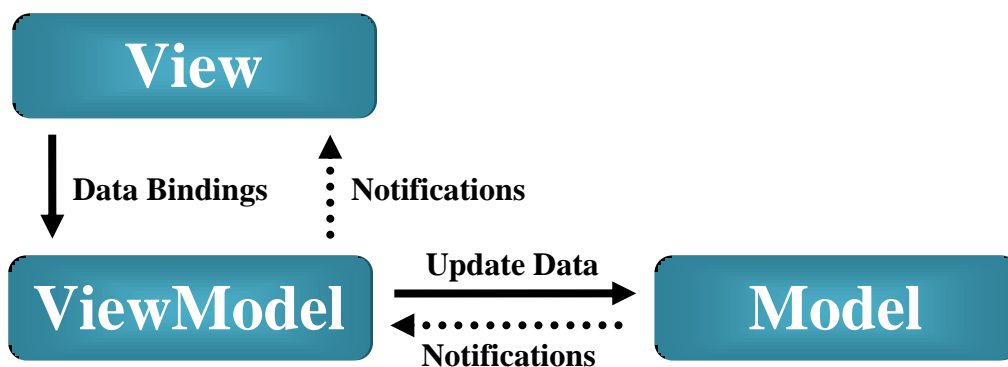 View
Data Bindings
Notifications
ViewModel
Update Data
Notifications
Model